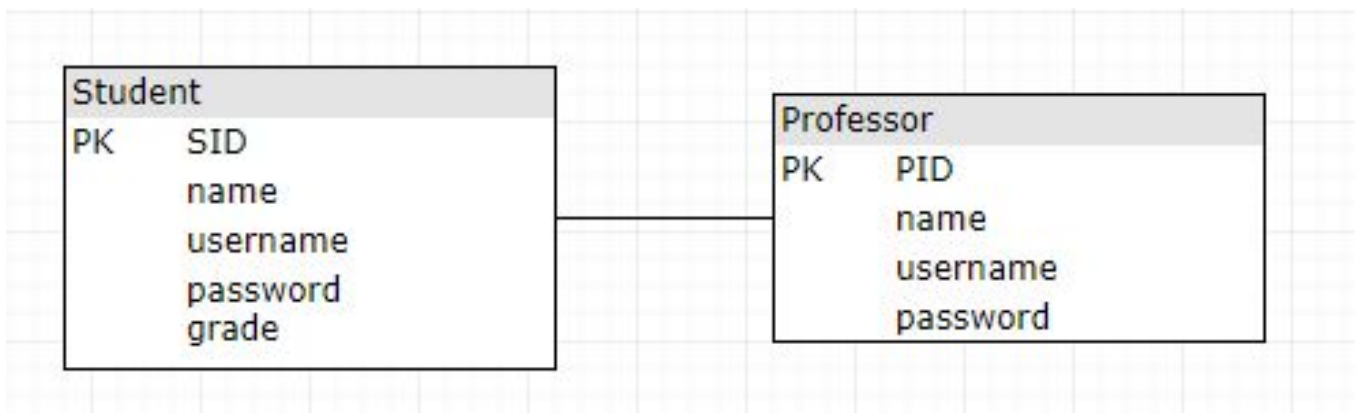 Student
PK SID
name
username
password
grade
Professor
PK PID
name
username
password